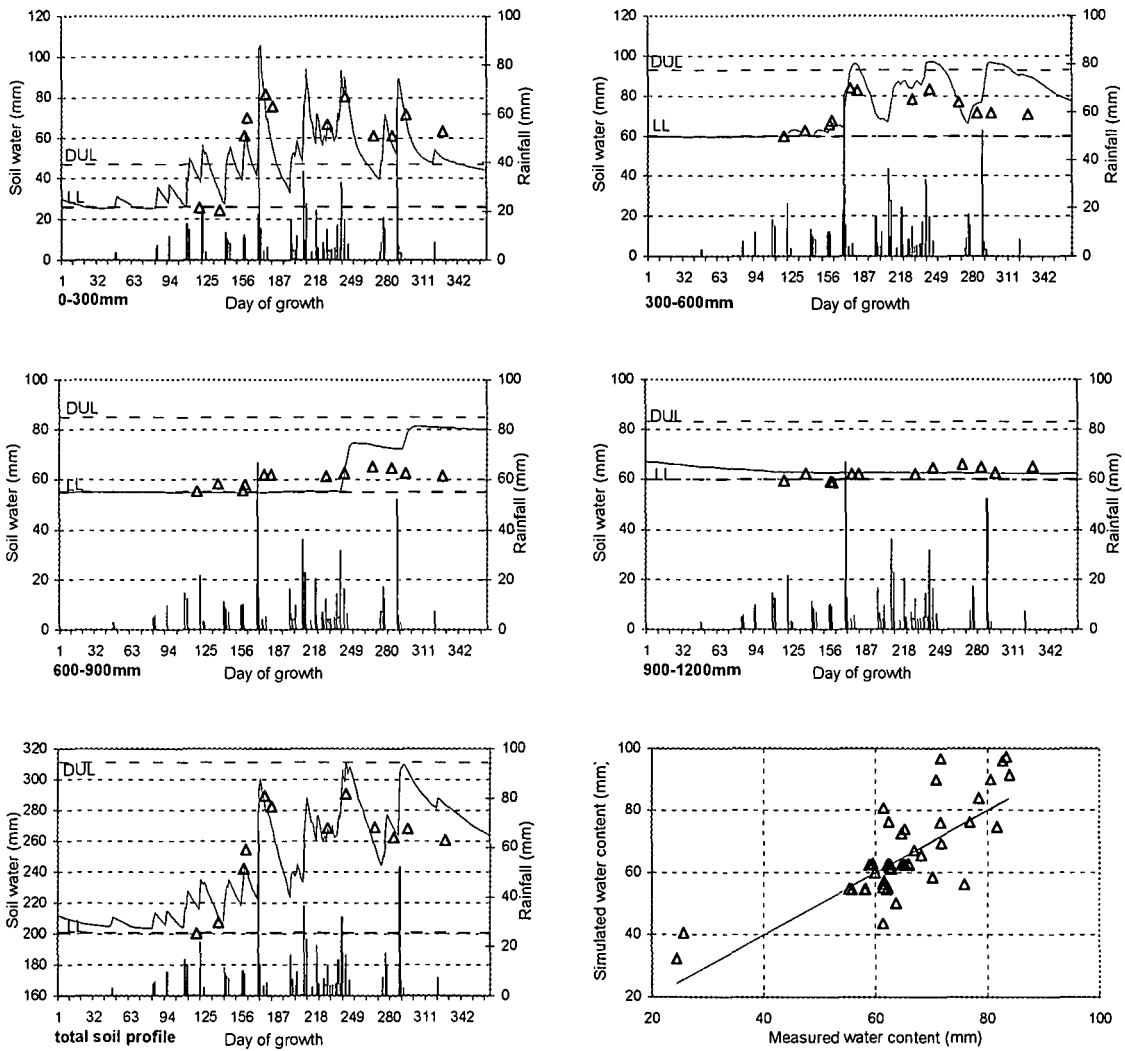 120
100
80
60
40
20
0
Soil water (mm)
DUL
LL
100
80
60
40
20
0
Rainfall (mm)
1 32 63 94 125 156 187 218 249 280 311 342
0-300mm
Day of growth
120
100
80
60
40
20
0
Soil water (mm)
DUL
LL
100
80
60
40
20
0
Rainfall (mm)
1 32 63 94 125 156 187 218 249 280 311 342
300-600mm
Day of growth
100
80
60
40
20
0
Soil water (mm)
DUL
LL
100
80
60
40
20
0
Rainfall (mm)
1 32 63 94 125 156 187 218 249 280 311 342
600-900mm
Day of growth
100
80
60
40
20
0
Soil water (mm)
DUL
LL
100
80
60
40
20
0
Rainfall (mm)
1 32 63 94 125 156 187 218 249 280 311 342
900-1200mm
Day of growth
320
300
280
260
240
220
200
180
160
Soil water (mm)
DUL
LL
100
80
60
40
20
0
Rainfall (mm)
1 32 63 94 125 156 187 218 249 280 311 342
total soil profile
Day of growth
100
80
60
40
20
Simulated water content (mm)
20 40 60 80 100
Measured water content (mm)